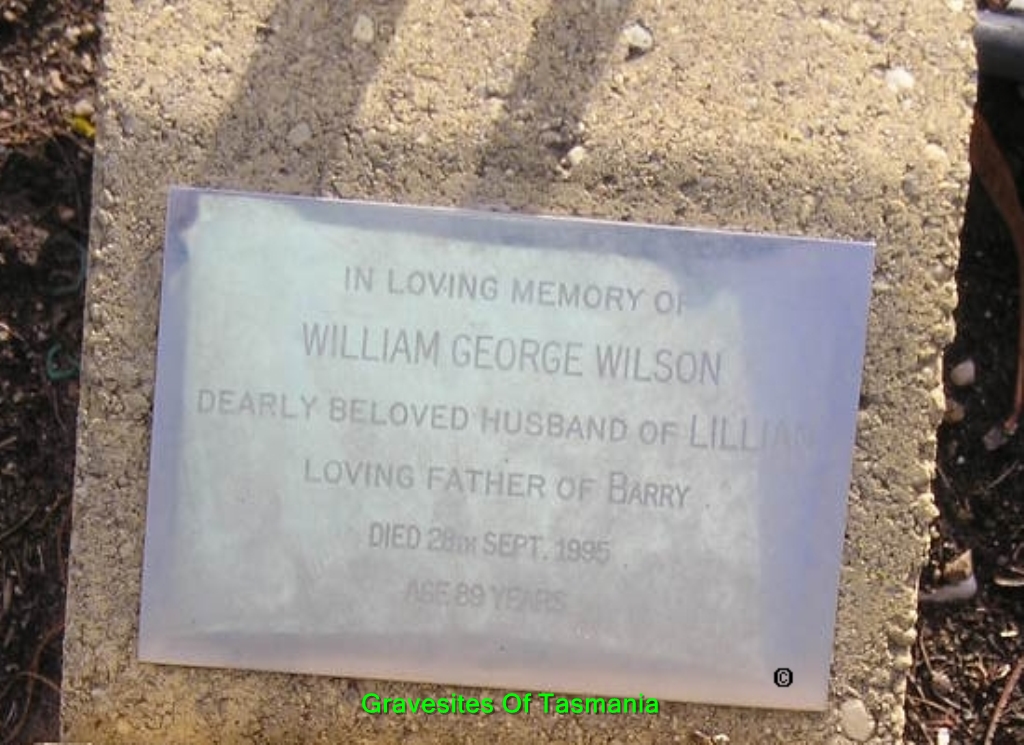 IN LOVING MEMORY OF
WILLIAM GEORGE WILSON
DEARLY BELOVED HUSBAND OF LILLIAN
LOVING FATHER OF BARRY
DIED 28TH SEPT. 1995
AGE 89 YEARS
©
Gravesites Of Tasmania